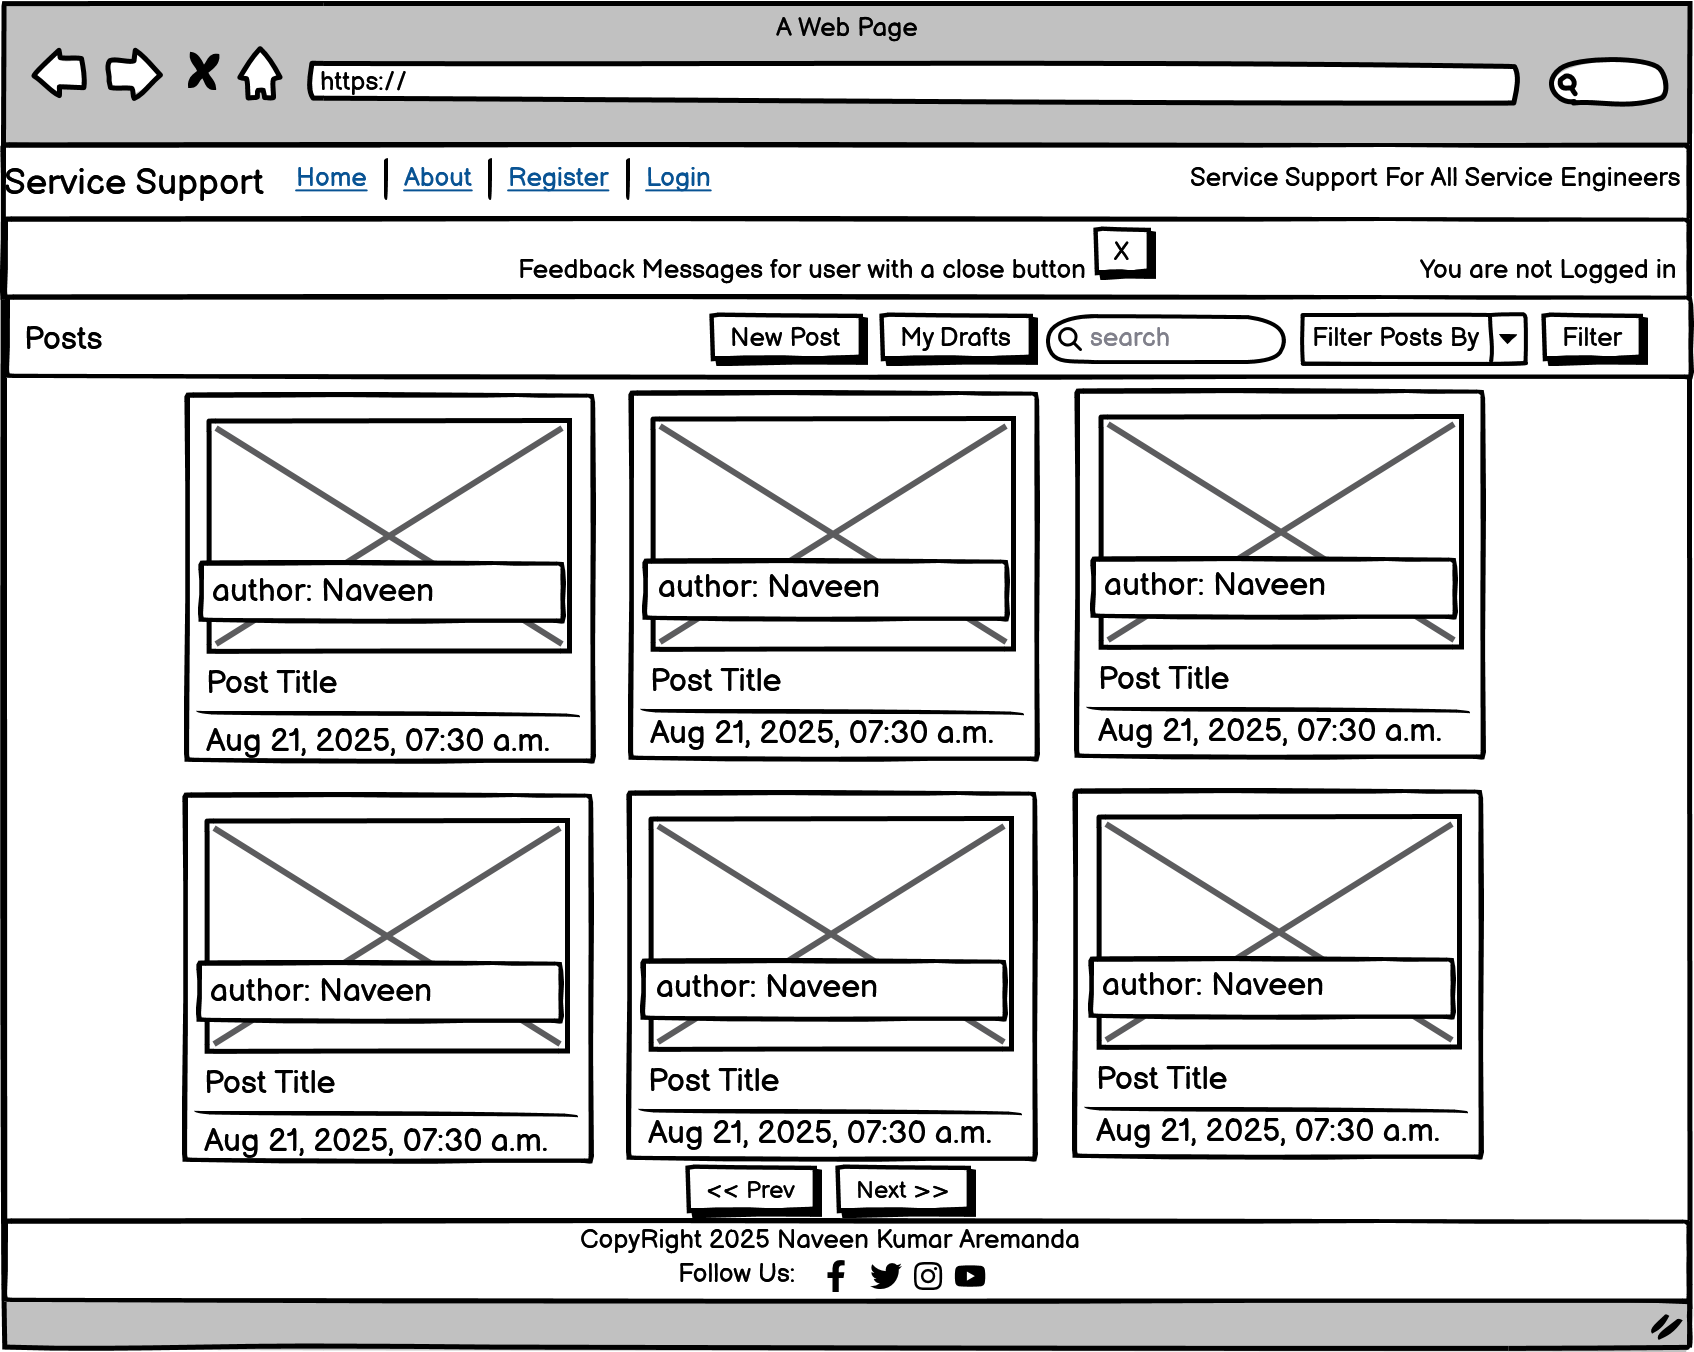 A Web Page
https://
Service Support Home About Register Login Service Support For All Service Engineers
Feedback Messages for user with a close button X You are not Logged in
Posts New Post My Drafts search Filter Posts By Filter
author: Naveen author: Naveen author: Naveen
Post Title Post Title Post Title
Aug 21, 2025, 07:30 a.m. Aug 21, 2025, 07:30 a.m. Aug 21, 2025, 07:30 a.m.
author: Naveen author: Naveen author: Naveen
Post Title Post Title Post Title
Aug 21, 2025, 07:30 a.m. Aug 21, 2025, 07:30 a.m. Aug 21, 2025, 07:30 a.m.
<< Prev Next >>
CopyRight 2025 Naveen Kumar Aremanda
Follow Us: